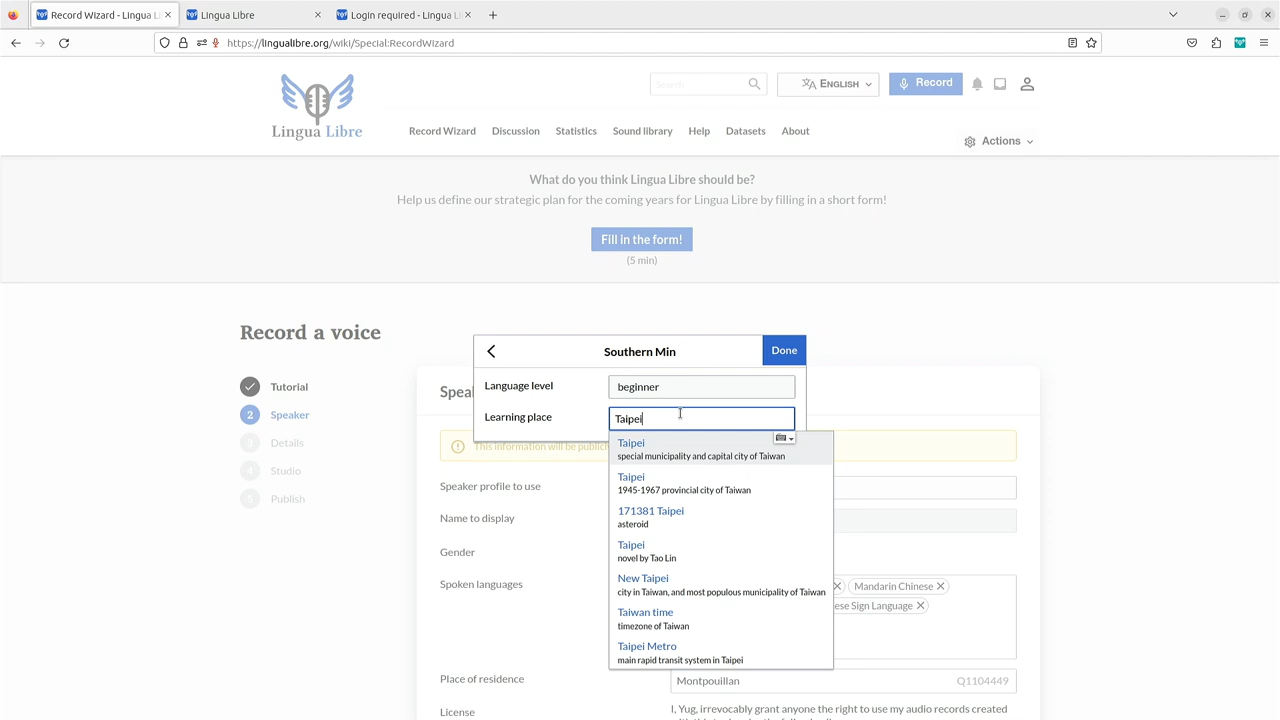 Record Wizard - Lingua Li
Lingua Libre
Login required - Lingua L
https://lingualibre.org/wiki/Special:RecordWizard
Search
ENGLISH
Record
Lingua Libre
Record Wizard
Discussion
Statistics
Sound library
Help
Datasets
About
Actions
What do you think Lingua Libre should be?
Help us define our strategic plan for the coming years for Lingua Libre by filling in a short form!
Fill in the form!
(5 min)
Record a voice
Tutorial
2 Speaker
3 Details
4 Studio
5 Publish
Spea
This information will be public
Speaker profile to use
Name to display
Gender
Spoken languages
Mandarin Chinese
ese Sign Language
Place of residence
Montpouillan Q1104449
License
I, Yug, irrevocably grant anyone the right to use my audio records created
Southern Min
Done
Language level
beginner
Learning place
Taipei
Taipei
special municipality and capital city of Taiwan
Taipei
1945-1967 provincial city of Taiwan
171381 Taipei
asteroid
Taipei
novel by Tao Lin
New Taipei
city in Taiwan, and most populous municipality of Taiwan
Taiwan time
timezone of Taiwan
Taipei Metro
main rapid transit system in Taipei